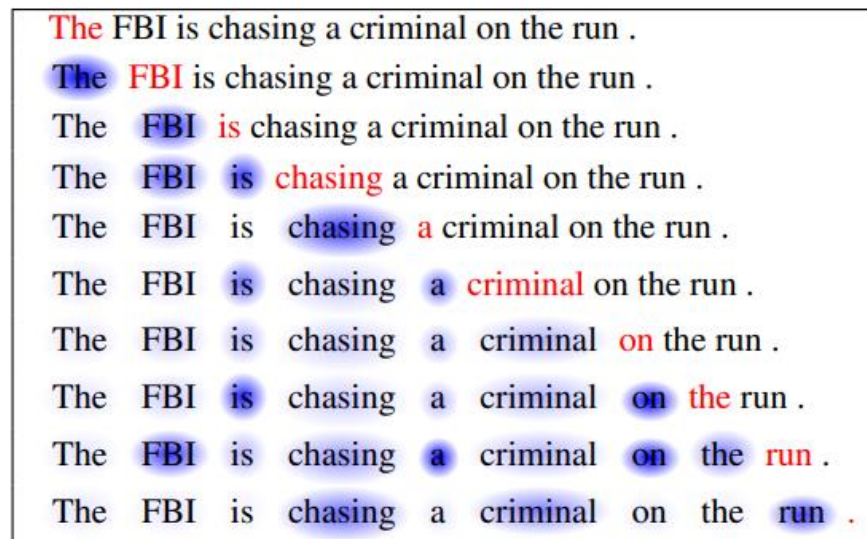 The FBI is chasing a criminal on the run .
The FBI is chasing a criminal on the run .
The FBI is chasing a criminal on the run .
The FBI is chasing a criminal on the run .
The FBI is chasing a criminal on the run .
The FBI is chasing a criminal on the run .
The FBI is chasing a criminal on the run .
The FBI is chasing a criminal on the run .
The FBI is chasing a criminal on the run .
The FBI is chasing a criminal on the run .